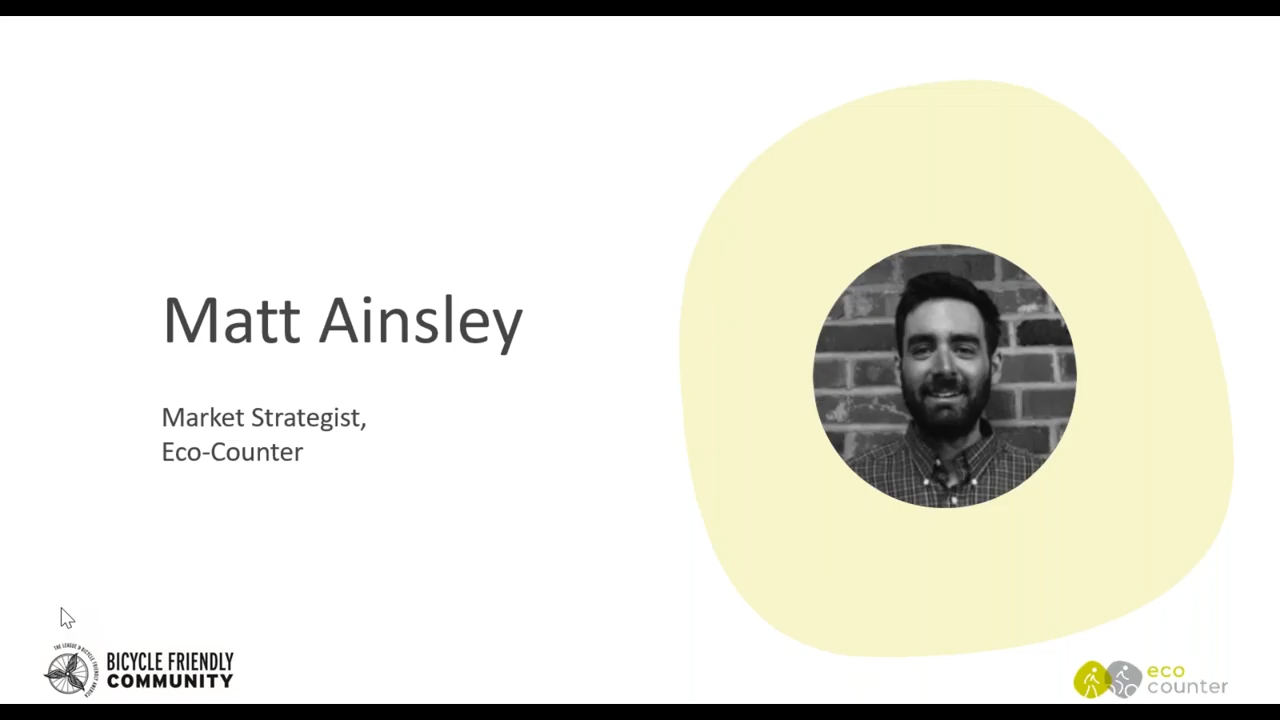 Matt Ainsley
Market Strategist,
Eco-Counter
BICYCLE FRIENDLY
COMMUNITY
eco
counter